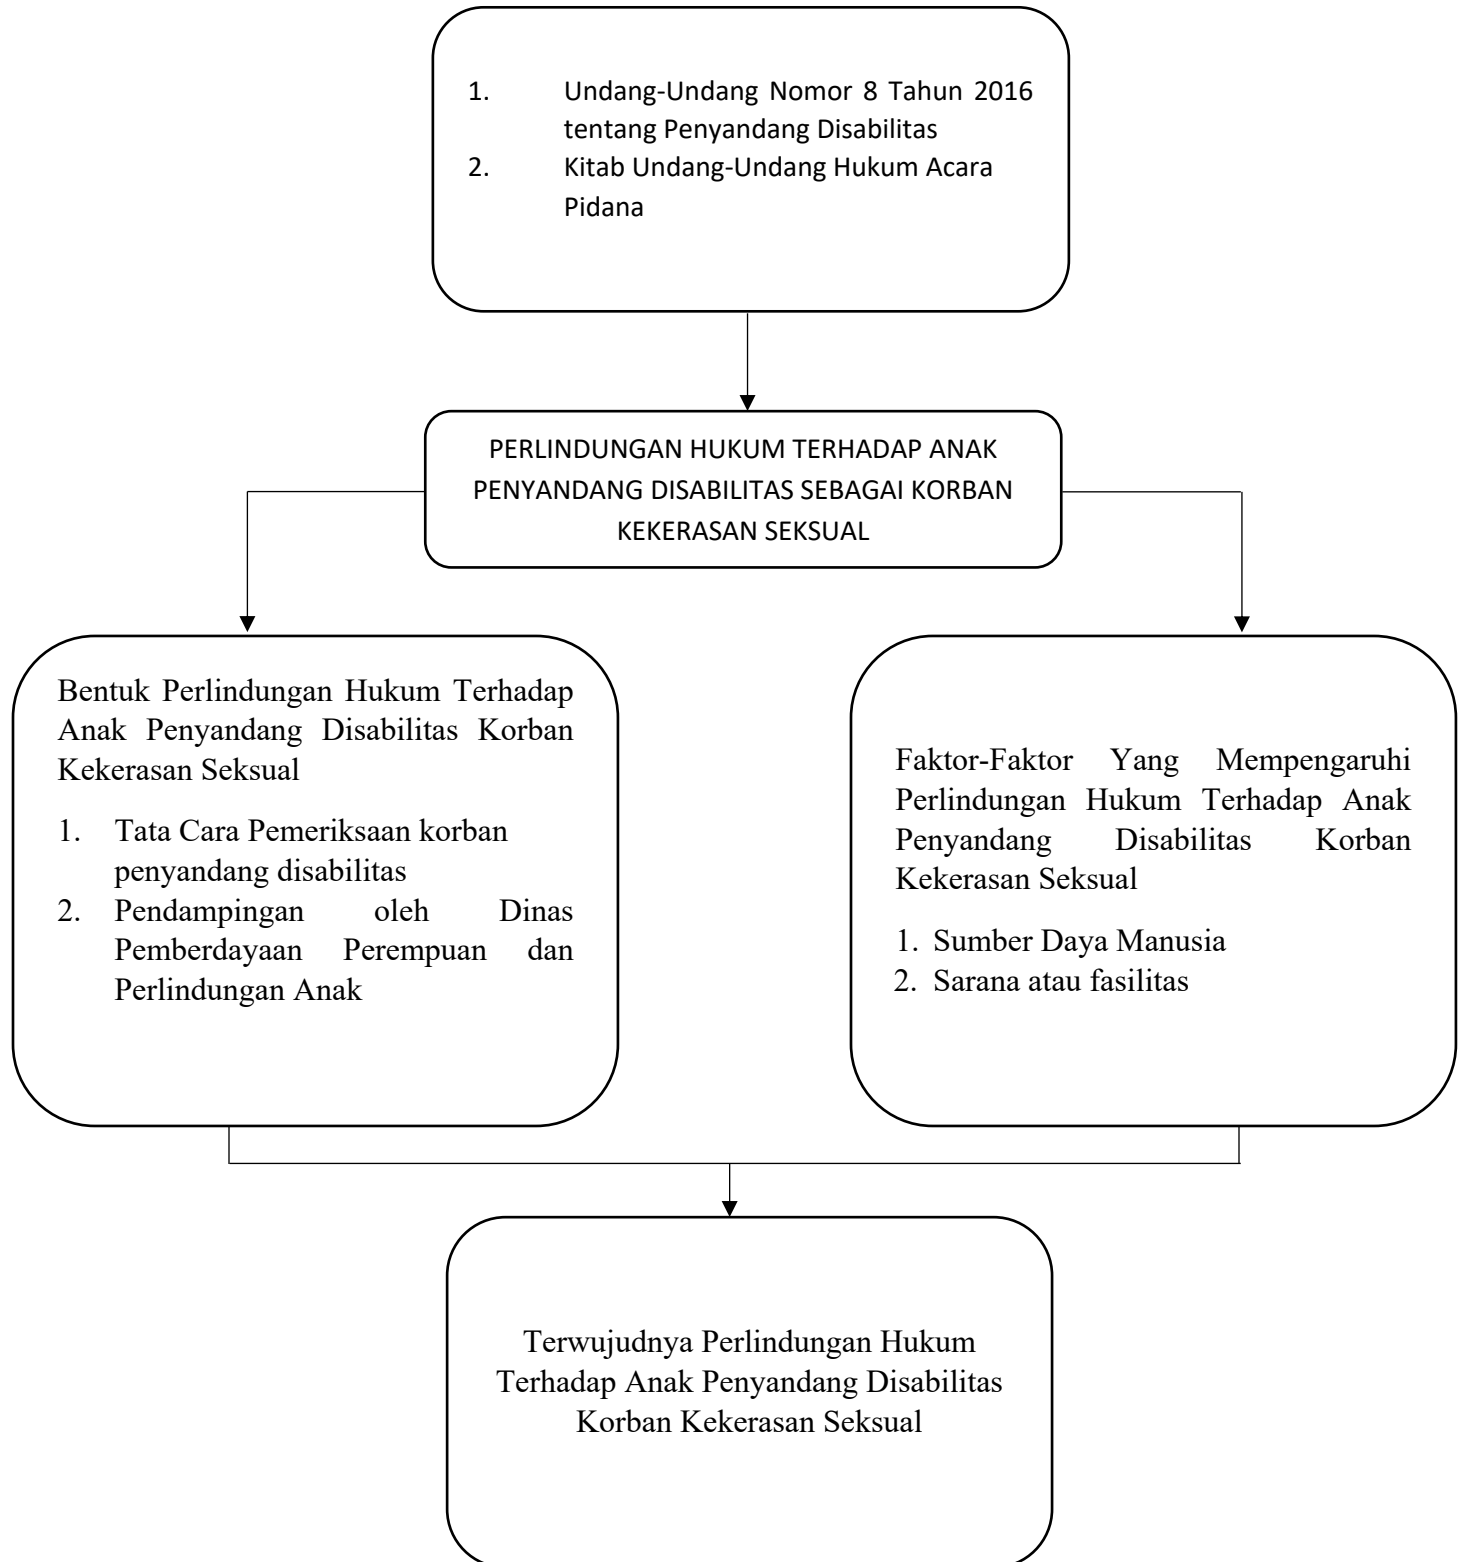 1. Undang-Undang Nomor 8 Tahun 2016
tentang Penyandang Disabilitas
2. Kitab Undang-Undang Hukum Acara
Pidana
PERLINDUNGAN HUKUM TERHADAP ANAK
PENYANDANG DISABILITAS SEBAGAI KORBAN
KEKERASAN SEKSUAL
Bentuk Perlindungan Hukum Terhadap
Anak Penyandang Disabilitas Korban
Kekerasan Seksual
1. Tata Cara Pemeriksaan korban
penyandang disabilitas
2. Pendampingan oleh Dinas
Pemberdayaan Perempuan dan
Perlindungan Anak
Faktor-Faktor Yang Mempengaruhi
Perlindungan Hukum Terhadap Anak
Penyandang Disabilitas Korban
Kekerasan Seksual
1. Sumber Daya Manusia
2. Sarana atau fasilitas
Terwujudnya Perlindungan Hukum
Terhadap Anak Penyandang Disabilitas
Korban Kekerasan Seksual